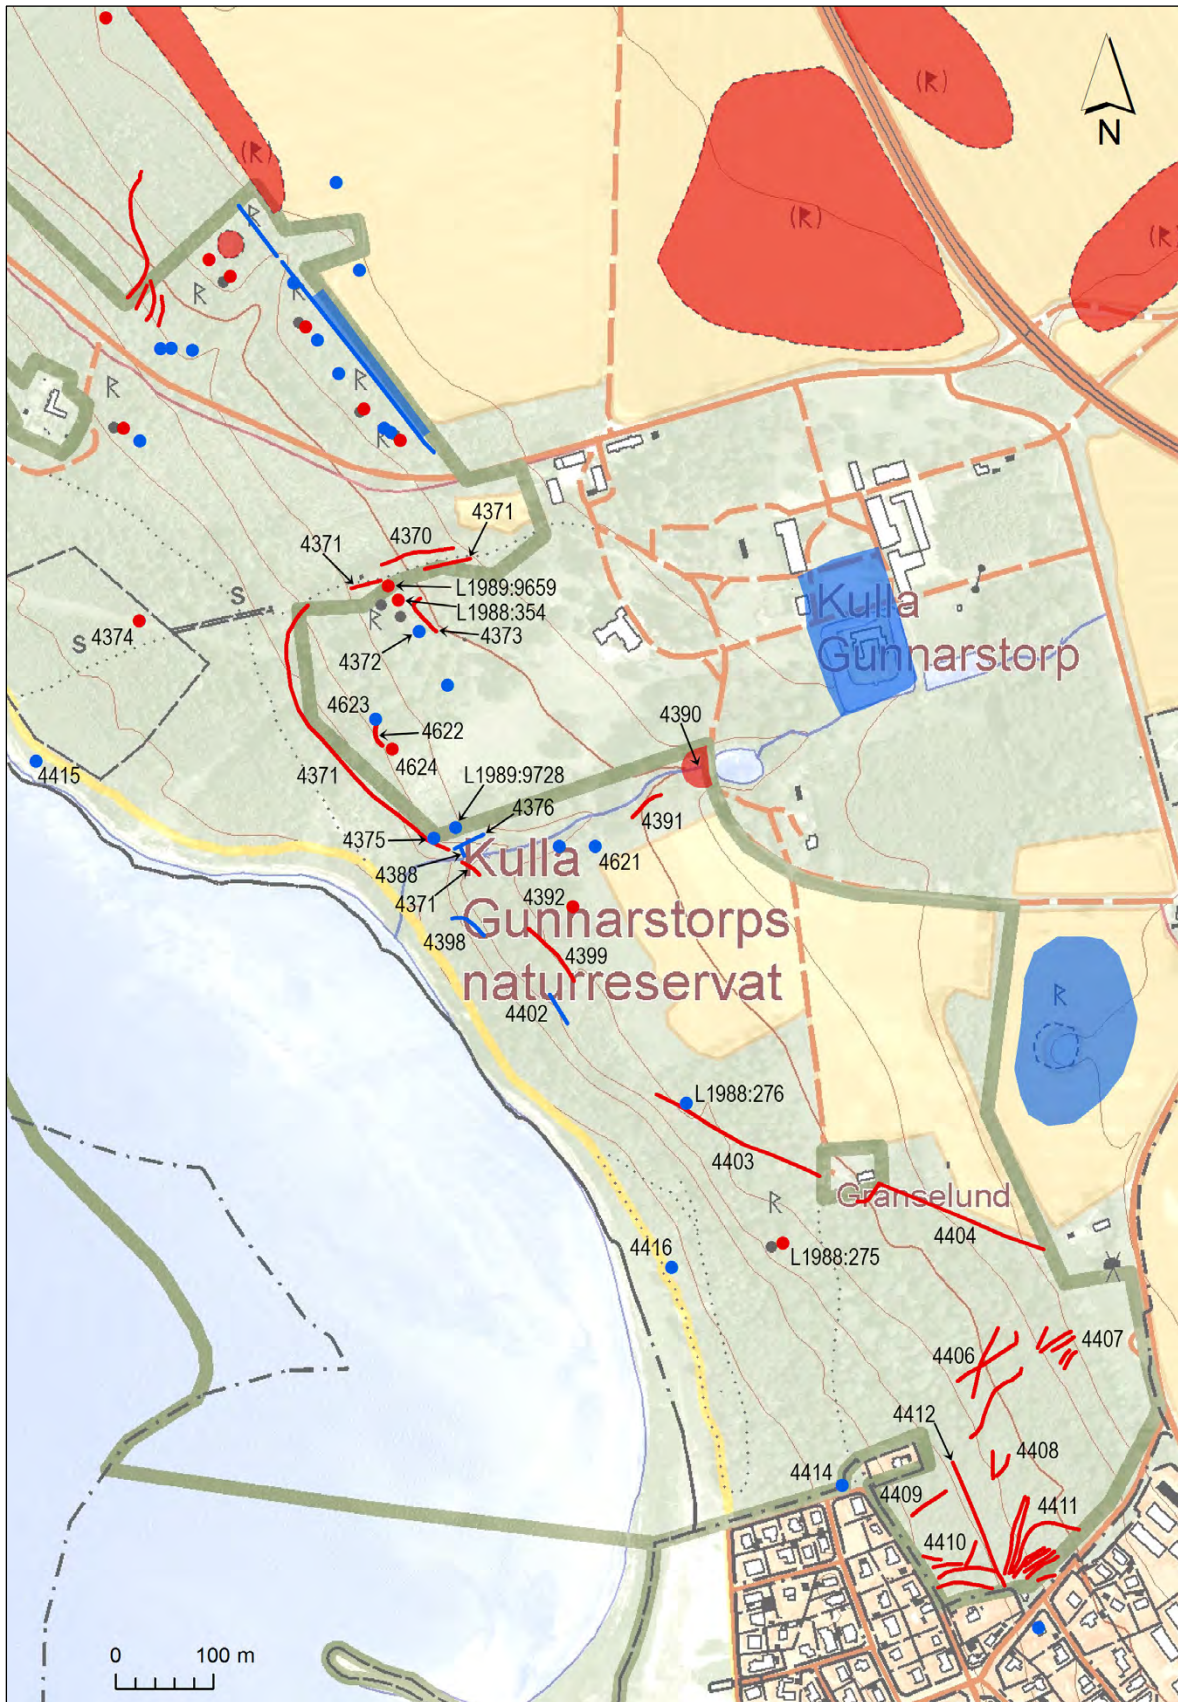 (ᚱ)
N
(ᚱ)
(ᚱ)
ᚱ
(ᚱ)
(ᚱ)
ᚱ
ᚱ
ᚱ
ᚱ
ᚱ
4371
4370
4371
L1989:9659
L1988:354
S
ᚱ
4373
S
4374
4372
Kulla
Gunnarstorp
4623
4622
4390
4624
4415
4371
L1989:9728
4376
4391
4375
4388
Kulla
4621
4371
4392
4398
Gunnarstorps
4399
naturreservat
ᚱ
4402
L1988:276
4403
Gränselund
ᚱ
4404
4416
L1988:275
4407
4406
4412
4408
4414
4409
4411
4410
0 100 m